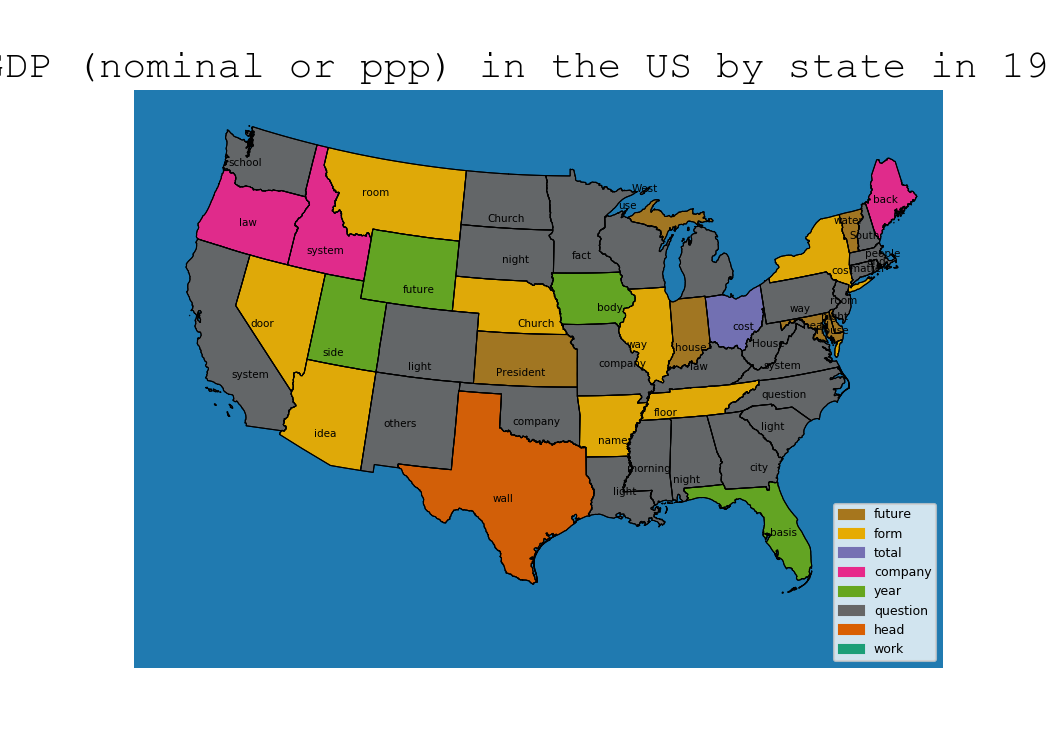 GDP (nominal or ppp) in the US by state in 19
school
room
West
use
back
law
Church
water
South
system
night
fact
people
cost
matter
future
body
room
door
Church
way
night
cost
head
house
side
way
house
House
light
President
company
law
system
system
question
others
floor
idea
company
name
light
morning
night
city
wall
light
basis
future
form
total
company
year
question
head
work